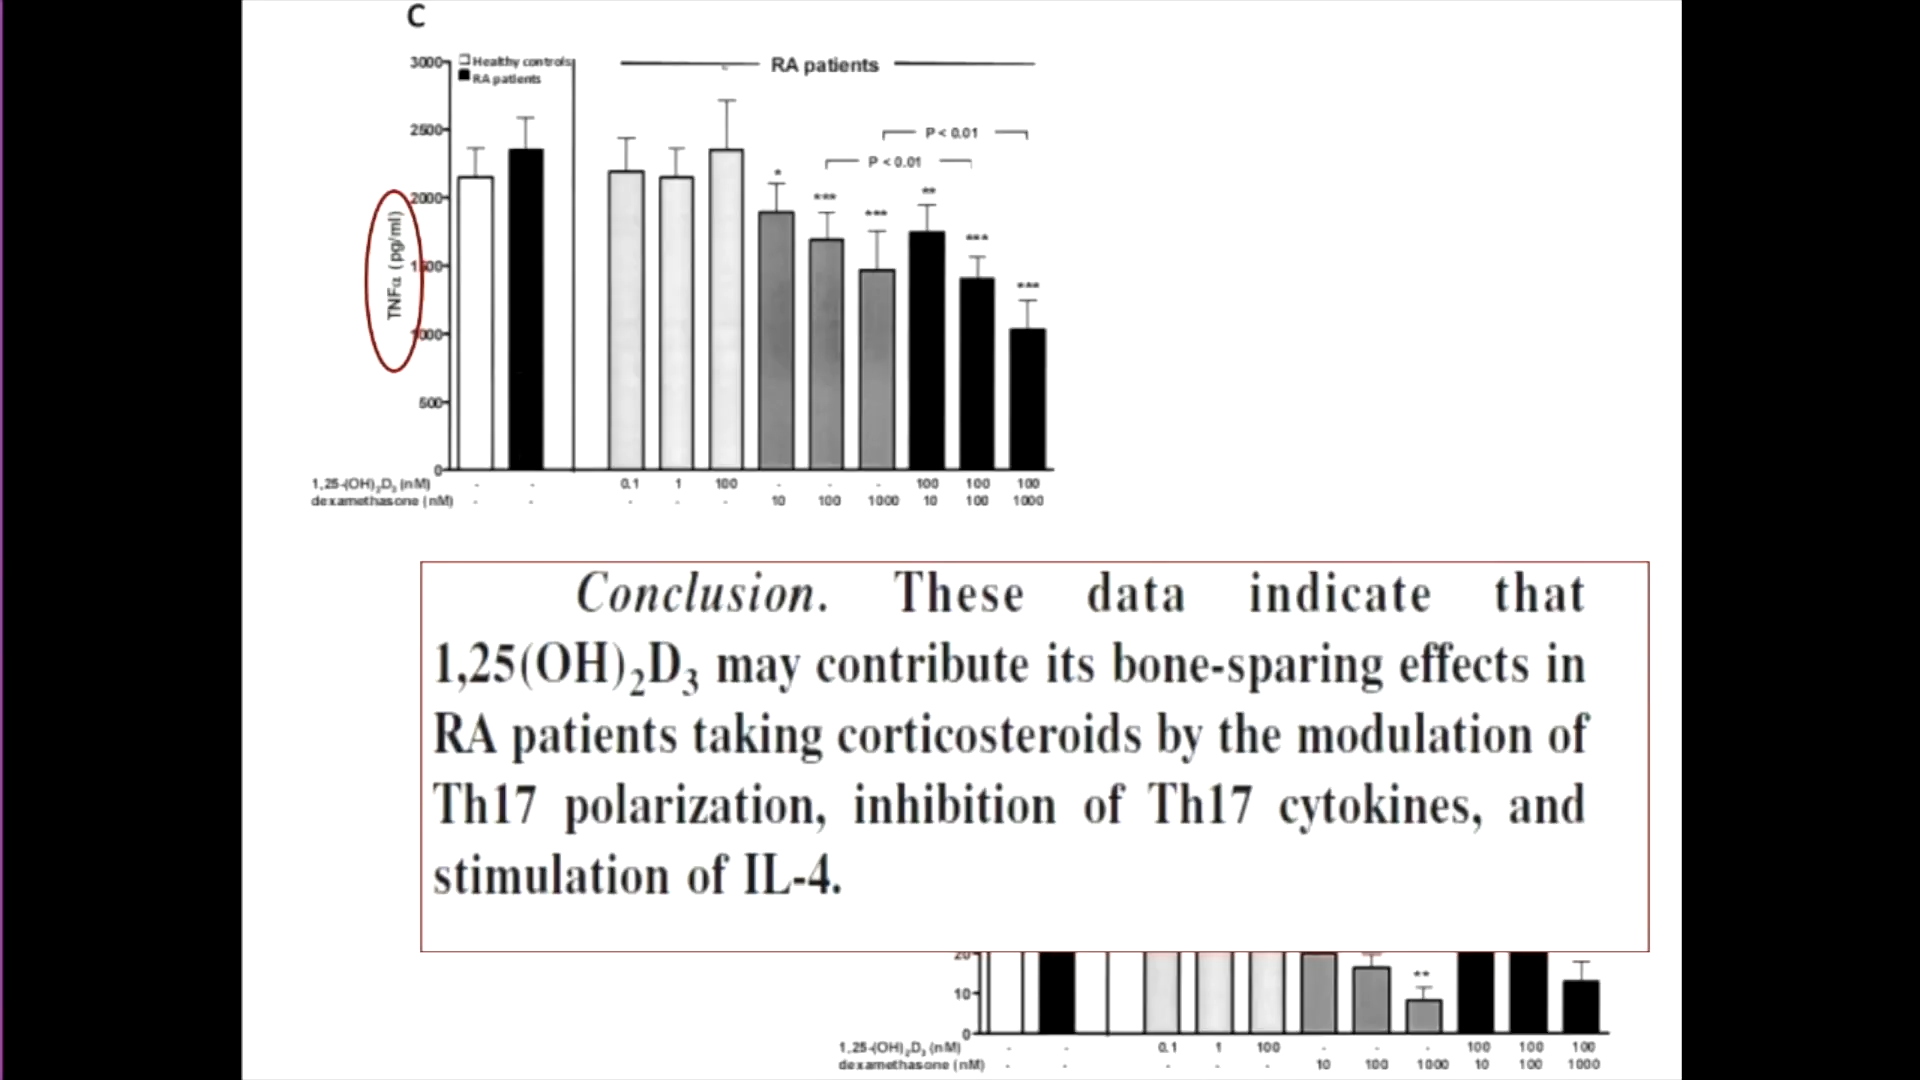 C
3000
Healthy controls
RA patients
RA patients
2500
P < 0.01
P < 0.01
*
***
***
**
***
***
2000
TNFα (pg/ml)
1500
1000
500
0
1,25-(OH)₂D₃ (nM) - - 0.1 1 100 - - - 100 100 100
dexamethasone (nM) - - - - - 10 100 1000 10 100 1000
Conclusion. These data indicate that
1,25(OH)₂D₃ may contribute its bone-sparing effects in
RA patients taking corticosteroids by the modulation of
Th17 polarization, inhibition of Th17 cytokines, and
stimulation of IL-4.
20
**
10
0
1,25-(OH)₂D₃ (nM) - - 0.1 1 100 - - - 100 100 100
dexamethasone (nM) - - - - - 10 100 1000 10 100 1000